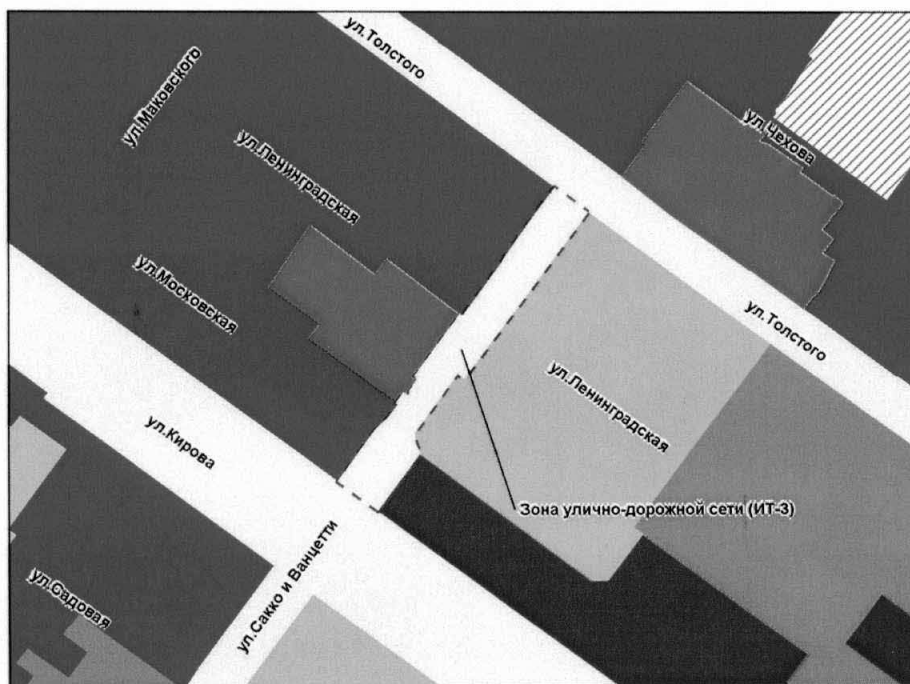 ул.Толстого
ул.Маковского
ул.Чехова
ул.Ленинградская
ул.Московская
ул.Толстого
ул.Ленинградская
ул.Кирова
Зона улично-дорожной сети (ИТ-3)
ул.Сакко и Ванцетти
ул.Садовая